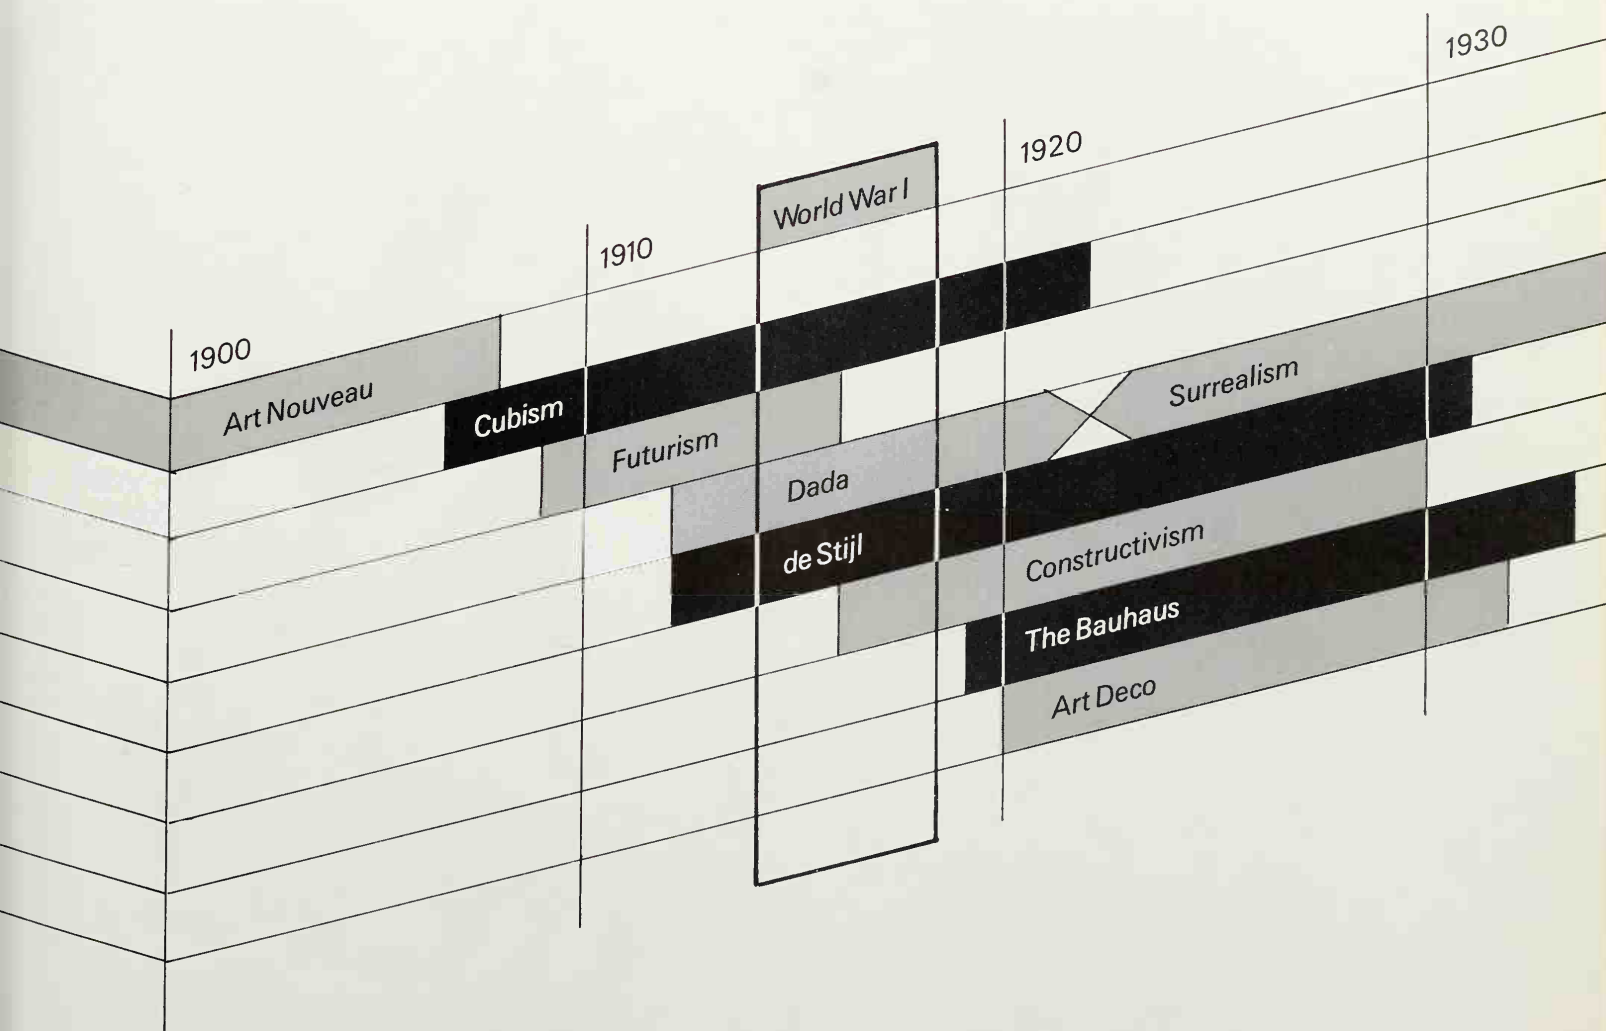 1930
1920
World War I
1910
1900
Art Nouveau
Cubism
Surrealism
Futurism
Dada
de Stijl
Constructivism
The Bauhaus
Art Deco